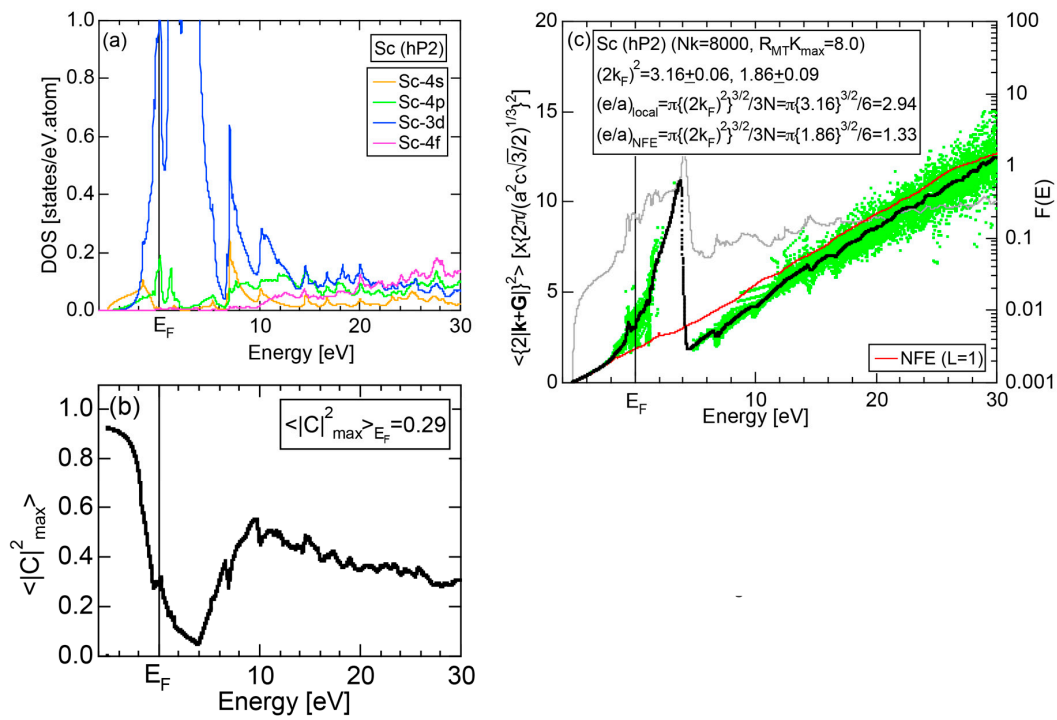 (a)
Sc (hP2)
Sc-4s
Sc-4p
Sc-3d
Sc-4f
DOS [states/eV.atom]
1.0
0.8
0.6
0.4
0.2
0.0
E_F
10
20
30
Energy [eV]
(b)
<|C|²max>E_F=0.29
<|C|²max>
1.0
0.8
0.6
0.4
0.2
0.0
E_F
10
20
30
Energy [eV]
(c)
Sc (hP2) (Nk=8000, R_MTK_max=8.0)
(2k_F)²=3.16±0.06, 1.86±0.09
(e/a)local=π{(2k_F)²}^3/2/3N=π{3.16}^3/2/6=2.94
(e/a)NFE=π{(2k_F)²}^3/2/3N=π{1.86}^3/2/6=1.33
<{2|k+G|}²> [x{2π/(a²c√3/2)^1/3}²]
20
15
10
5
0
100
10
1
0.1
0.01
0.001
F(E)
NFE (L=1)
E_F
10
20
30
Energy [eV]